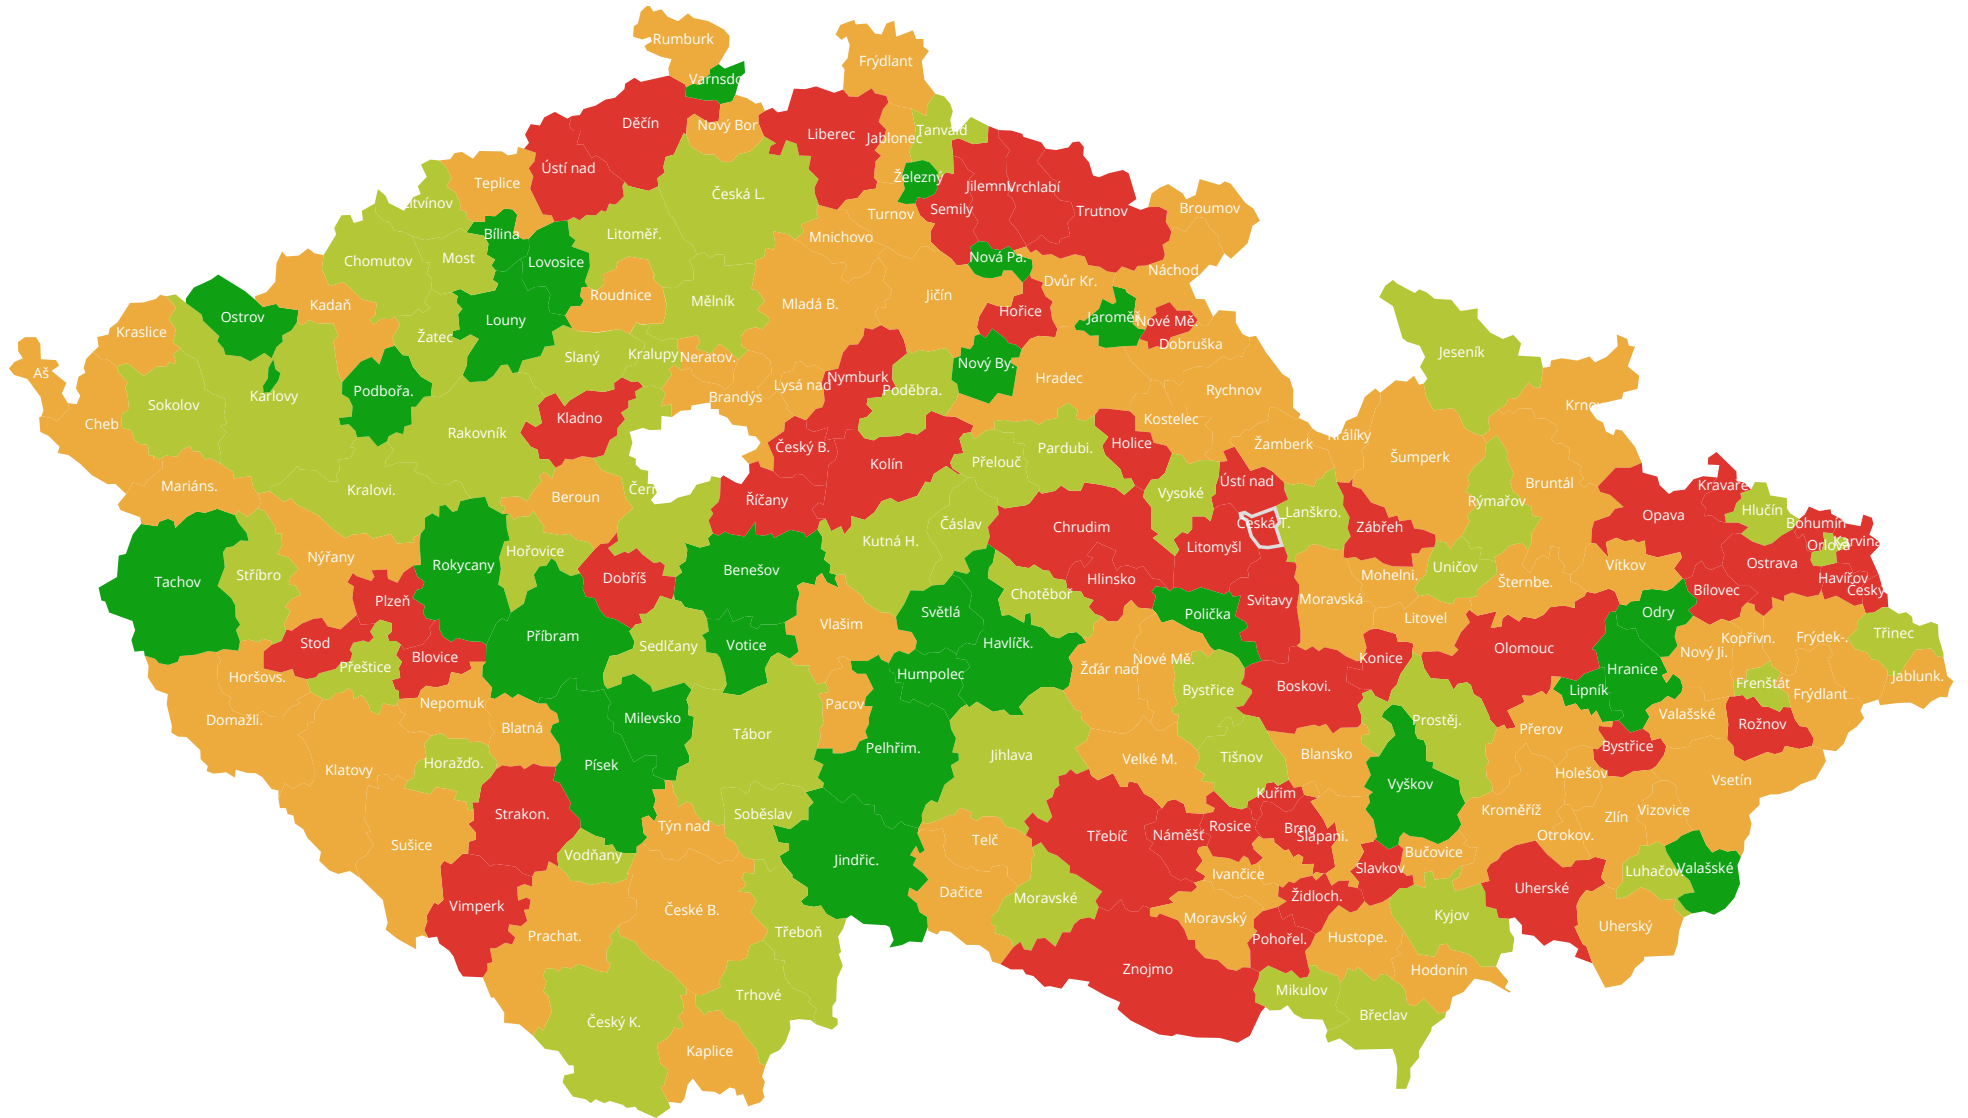 Rumburk
Frýdlant
Varnsdo
Děčín
Nový Bor
Liberec
Jablonec
Tanvald
Ústí nad
Teplice
Železný
Jilemni
Vrchlabí
Česká L.
Semily
Trutnov
Broumov
Turnov
Litvínov
Bílina
Litoměř.
Mnichovo
Chomutov
Most
Lovosice
Nová Pa.
Náchod
Dvůr Kr.
Roudnice
Mělník
Mladá B.
Jičín
Kadaň
Ostrov
Louny
Hořice
Jaroměř
Nové Mě.
Kraslice
Žatec
Slaný
Kralupy
Neratov.
Dobruška
Jeseník
Aš
Nový By.
Hradec
Nymburk
Lysá nad
Poděbra.
Rychnov
Podbořa.
Karlovy
Brandýs
Sokolov
Kladno
Kostelec
Krnov
Cheb
Rakovník
Český B.
Kolín
Přelouč
Pardubi.
Holice
Žamberk
Králíky
Šumperk
Mariáns.
Kralovi.
Beroun
Čern
Říčany
Vysoké
Ústí nad
Bruntál
Kravaře
Rýmařov
Lanškro.
Hlučín
Opava
Bohumín
Chrudim
Čáslav
Česká T.
Zábřeh
Kutná H.
Litomyšl
Orlová
Karviná
Nýřany
Hořovice
Rokycany
Benešov
Ostrava
Vítkov
Stříbro
Tachov
Dobříš
Hlinsko
Mohelni.
Uničov
Šternbe.
Havířov
Český
Bílovec
Chotěboř
Plzeň
Světlá
Polička
Svitavy
Moravská
Odry
Litovel
Vlašim
Příbram
Stod
Havlíčk.
Sedlčany
Votice
Kopřivn.
Frýdek-.
Třinec
Olomouc
Nový Ji.
Blovice
Přeštice
Konice
Nové Mě.
Žďár nad
Hranice
Horšovs.
Humpolec
Jablunk.
Boskovi.
Bystřice
Lipník
Frenštát
Frýdlant
Nepomuk
Pacov
Milevsko
Domažli.
Valašské
Prostěj.
Rožnov
Blatná
Přerov
Tábor
Pelhřim.
Bystřice
Jihlava
Velké M.
Tišnov
Blansko
Horažďo.
Písek
Klatovy
Holešov
Vsetín
Vyškov
Kuřim
Strakon.
Soběslav
Kroměříž
Vizovice
Zlín
Týn nad
Rosice
Brno
Šlapani.
Třebíč
Náměšť
Otrokov.
Telč
Sušice
Vodňany
Jindřic.
Bučovice
Slavkov
Valašské
Luhačov.
Ivančice
Uherské
Dačice
Moravské
Židloch.
Vimperk
České B.
Kyjov
Moravský
Uherský
Třeboň
Prachat.
Pohořel.
Hustope.
Znojmo
Hodonín
Mikulov
Trhové
Břeclav
Český K.
Kaplice